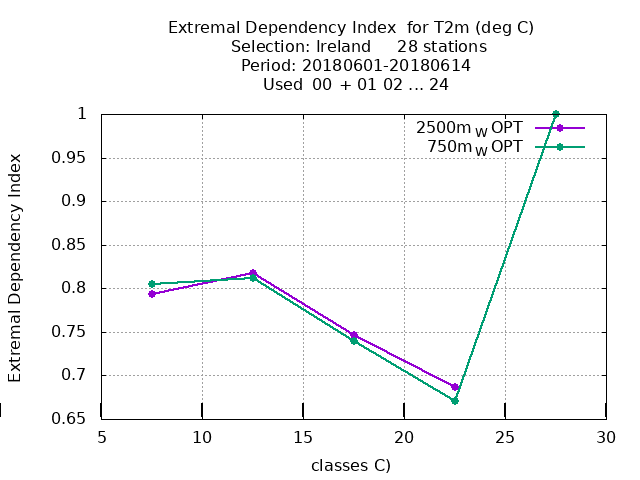 Extremal Dependency Index for T2m (deg C)
Selection: Ireland 28 stations
Period: 20180601-20180614
Used 00 + 01 02 ... 24
2500m W OPT
750m W OPT
1
0.95
0.9
0.85
0.8
0.75
0.7
0.65
Extremal Dependency Index
5 10 15 20 25 30
classes C)